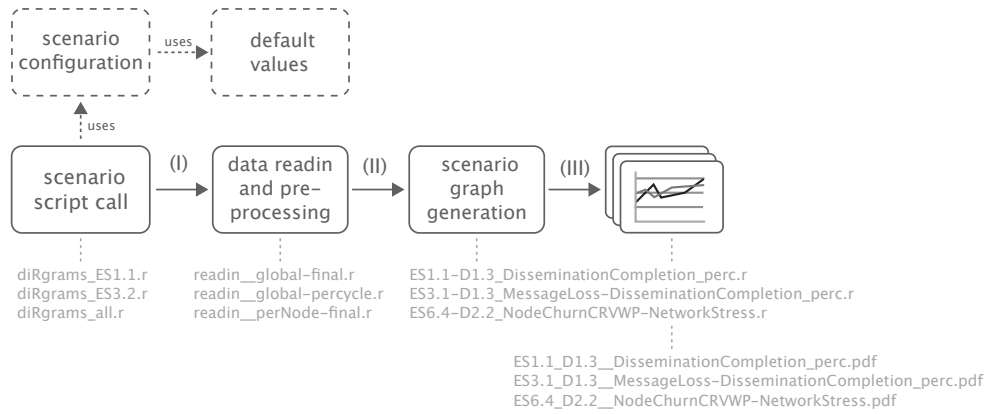 scenario
configuration
uses
default
values
uses
scenario
script call
(I)
data readin
and pre-
processing
(II)
scenario
graph
generation
(III)
diRgrams_ES1.1.r
diRgrams_ES3.2.r
diRgrams_all.r
readin__global-final.r
readin__global-percycle.r
readin__perNode-final.r
ES1.1-D1.3_DisseminationCompletion_perc.r
ES3.1-D1.3_MessageLoss-DisseminationCompletion_perc.r
ES6.4-D2.2_NodeChurnCRVWP-NetworkStress.r
ES1.1_D1.3__DisseminationCompletion_perc.pdf
ES3.1_D1.3__MessageLoss-DisseminationCompletion_perc.pdf
ES6.4_D2.2__NodeChurnCRVWP-NetworkStress.pdf